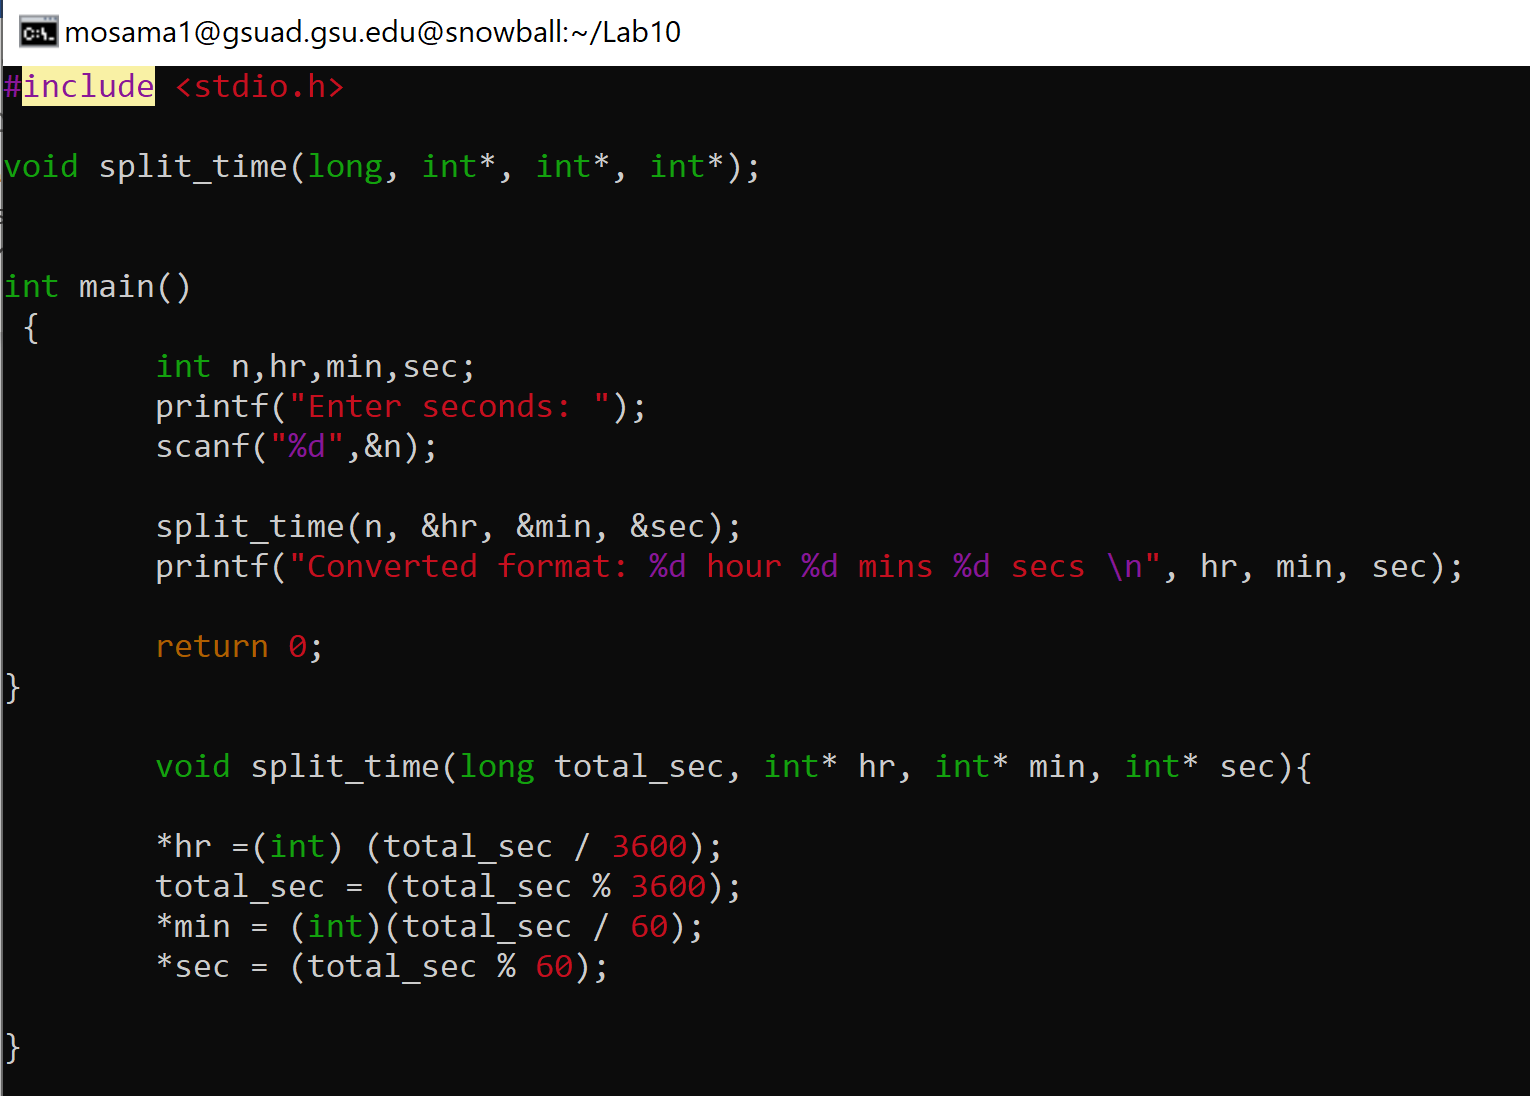 mosama1@gsuad.gsu.edu@snowball:~/Lab10
#include <stdio.h>
void split_time(long, int*, int*, int*);
int main()
{
int n,hr,min,sec;
printf("Enter seconds: ");
scanf("%d",&n);
split_time(n, &hr, &min, &sec);
printf("Converted format: %d hour %d mins %d secs \n", hr, min, sec);
return 0;
}
void split_time(long total_sec, int* hr, int* min, int* sec){
*hr =(int) (total_sec / 3600);
total_sec = (total_sec % 3600);
*min = (int)(total_sec / 60);
*sec = (total_sec % 60);
}